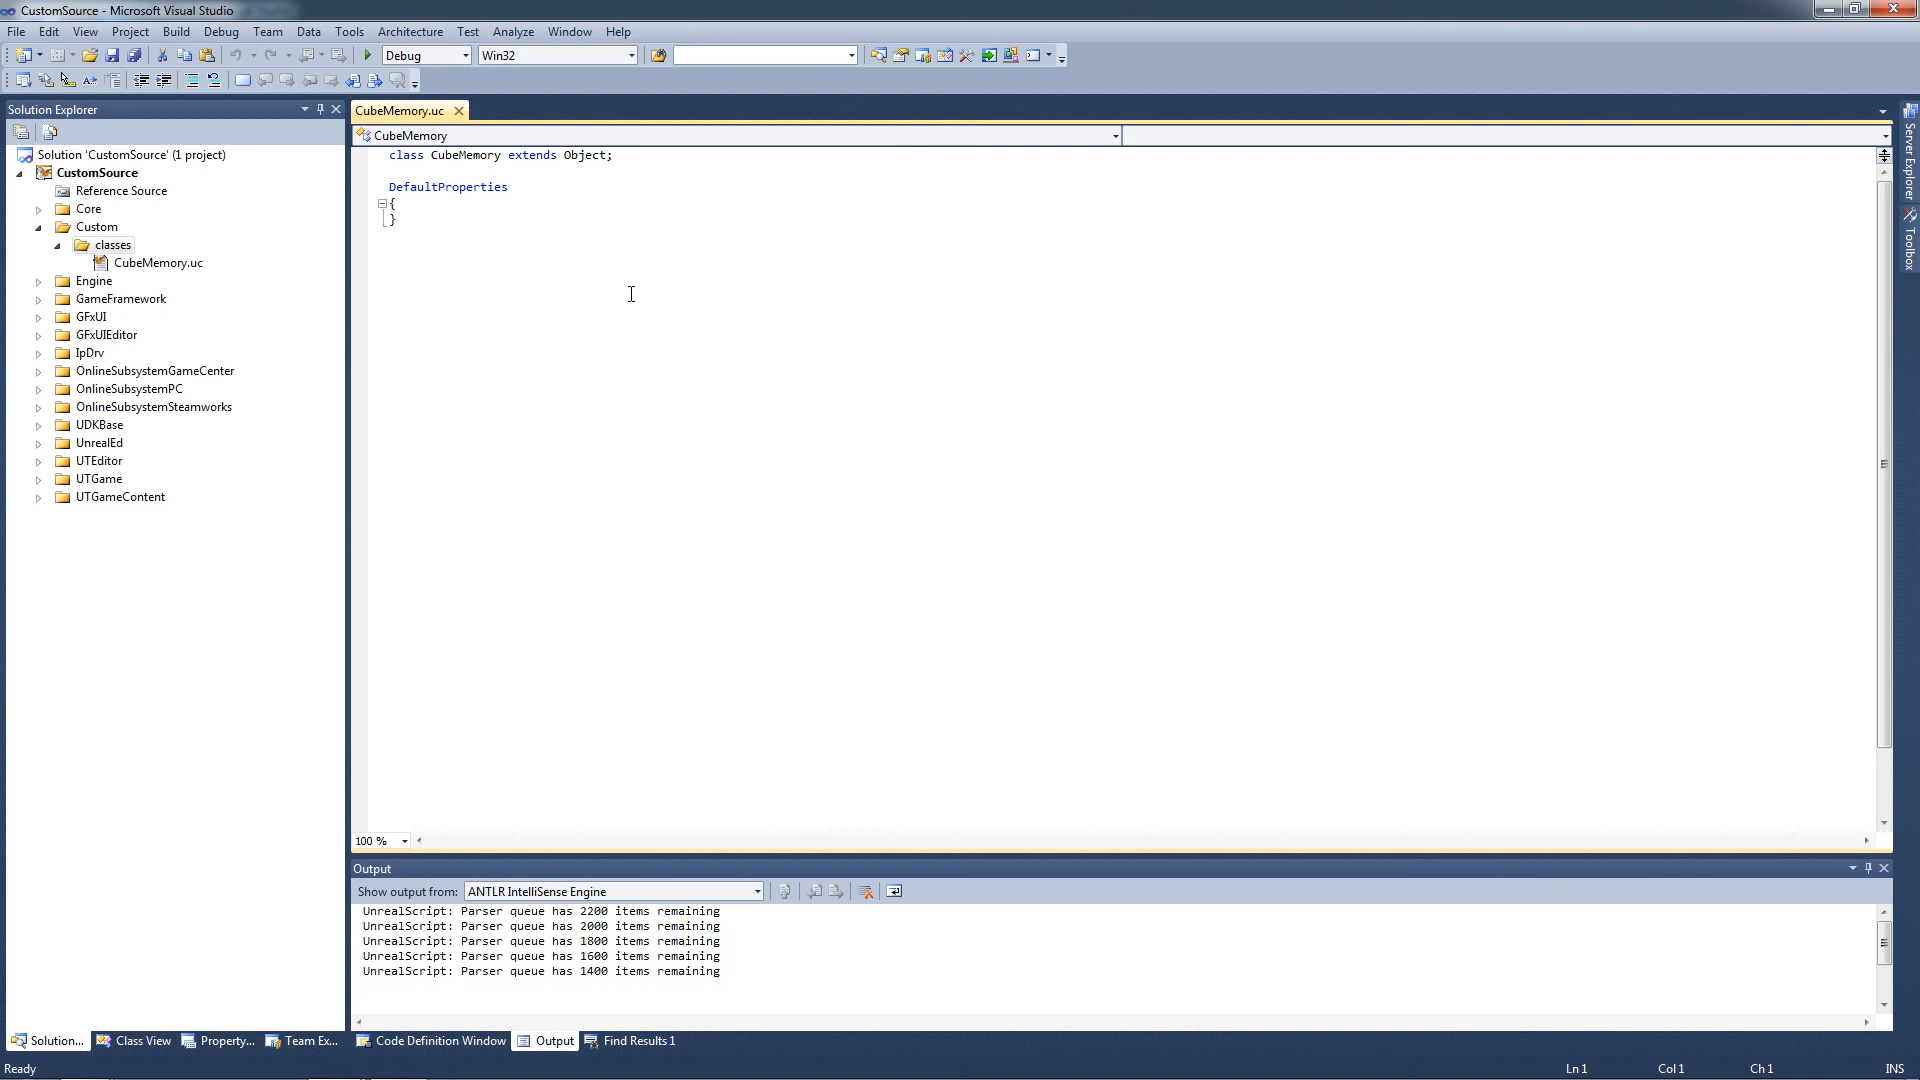 CustomSource - Microsoft Visual Studio
File Edit View Project Build Debug Team Data Tools Architecture Test Analyze Window Help
Debug Win32
Solution Explorer
CubeMemory.uc
CubeMemory
Solution 'CustomSource' (1 project)
CustomSource
Reference Source
Core
Custom
classes
CubeMemory.uc
Engine
GameFramework
GFxUI
GFxUIEditor
IpDrv
OnlineSubsystemGameCenter
OnlineSubsystemPC
OnlineSubsystemSteamworks
UDKBase
UnrealEd
UTEditor
UTGame
UTGameContent
class CubeMemory extends Object;
DefaultProperties
{
}
Server Explorer
Toolbox
100 %
Output
Show output from: ANTLR IntelliSense Engine
UnrealScript: Parser queue has 2200 items remaining
UnrealScript: Parser queue has 2000 items remaining
UnrealScript: Parser queue has 1800 items remaining
UnrealScript: Parser queue has 1600 items remaining
UnrealScript: Parser queue has 1400 items remaining
Solution... Class View Property... Team Ex... Code Definition Window Output Find Results 1
Ready Ln 1 Col 1 Ch 1 INS